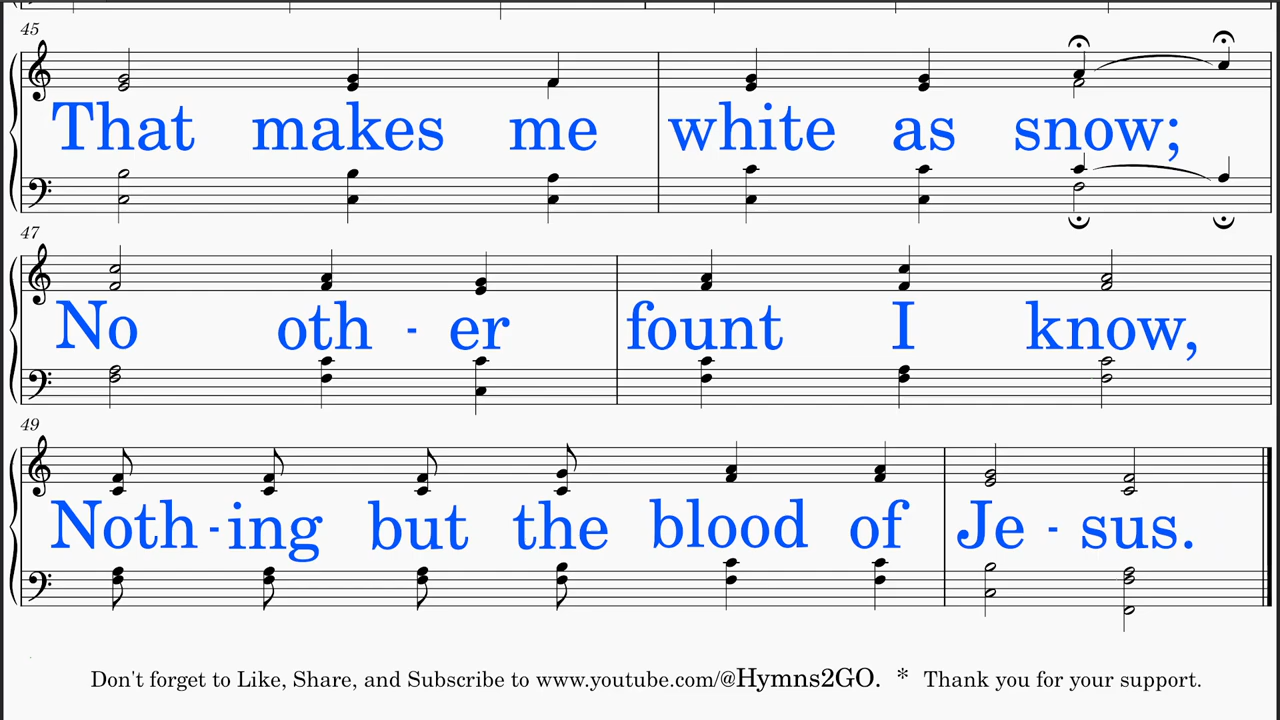 45
That makes me white as snow;
47
No oth - er fount I know,
49
Noth - ing but the blood of Je - sus.
Don't forget to Like, Share, and Subscribe to www.youtube.com/@Hymns2GO. * Thank you for your support.